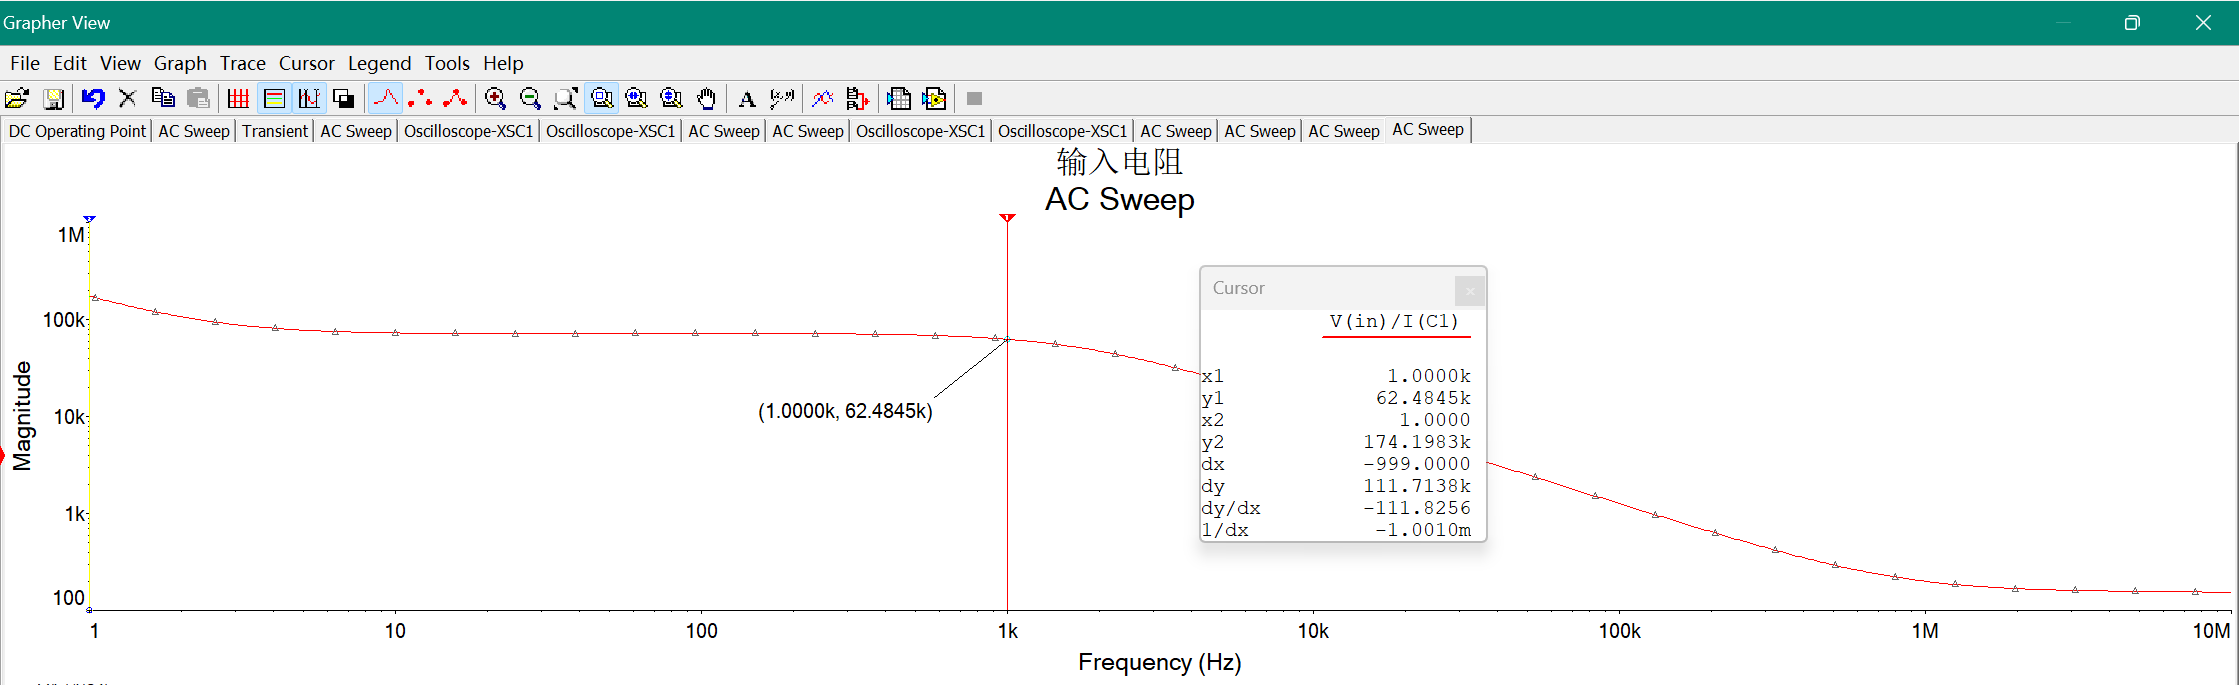 Grapher View
File Edit View Graph Trace Cursor Legend Tools Help
DC Operating Point AC Sweep Transient AC Sweep Oscilloscope-XSC1 Oscilloscope-XSC1 AC Sweep AC Sweep Oscilloscope-XSC1 Oscilloscope-XSC1 AC Sweep AC Sweep AC Sweep AC Sweep
输入电阻
AC Sweep
1M
100k
10k
1k
100
Magnitude
(1.0000k, 62.4845k)
Cursor
V(in)/I(C1)
x1 1.0000k
y1 62.4845k
x2 1.0000
y2 174.1983k
dx -999.0000
dy 111.7138k
dy/dx -111.8256
1/dx -1.0010m
1 10 100 1k 10k 100k 1M 10M
Frequency (Hz)